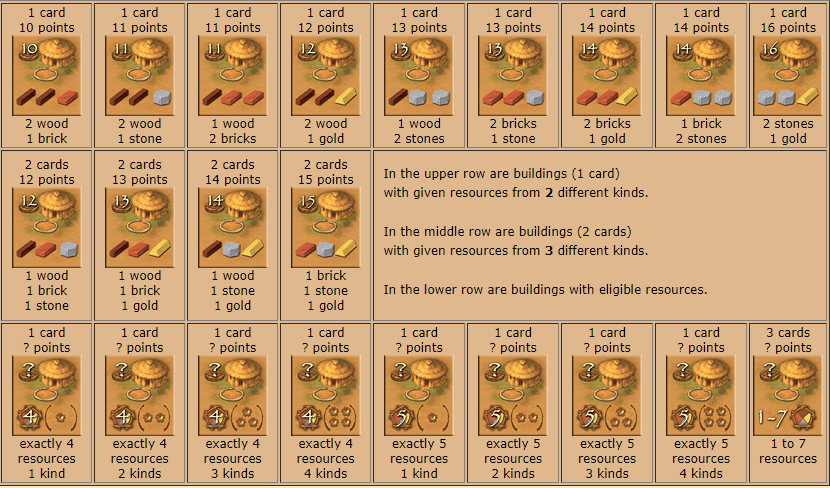 1 card
10 points
10
2 wood
1 brick
1 card
11 points
11
2 wood
1 stone
1 card
11 points
11
1 wood
2 bricks
1 card
12 points
12
2 wood
1 gold
1 card
13 points
13
1 wood
2 stones
1 card
13 points
13
2 bricks
1 stone
1 card
14 points
14
2 bricks
1 gold
1 card
14 points
14
1 brick
2 stones
1 card
16 points
16
2 stones
1 gold
2 cards
12 points
12
1 wood
1 brick
1 stone
2 cards
13 points
13
1 wood
1 brick
1 gold
2 cards
14 points
14
1 wood
1 stone
1 gold
2 cards
15 points
15
1 brick
1 stone
1 gold
In the upper row are buildings (1 card)
with given resources from 2 different kinds.
In the middle row are buildings (2 cards)
with given resources from 3 different kinds.
In the lower row are buildings with eligible resources.
1 card
? points
?
4
exactly 4
resources
1 kind
1 card
? points
?
4
exactly 4
resources
2 kinds
1 card
? points
?
4
exactly 4
resources
3 kinds
1 card
? points
?
4
exactly 4
resources
4 kinds
1 card
? points
?
5
exactly 5
resources
1 kind
1 card
? points
?
5
exactly 5
resources
2 kinds
1 card
? points
?
5
exactly 5
resources
3 kinds
1 card
? points
?
5
exactly 5
resources
4 kinds
3 cards
? points
?
1-7
1 to 7
resources